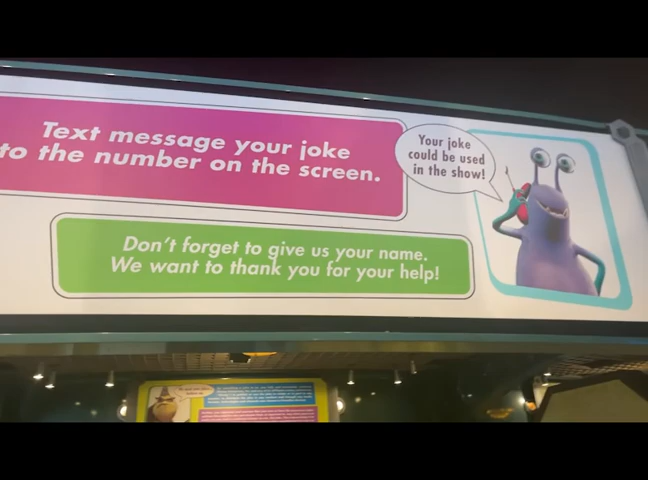 Text message your joke
to the number on the screen.
Your joke
could be used
in the show!
Don't forget to give us your name.
We want to thank you for your help!